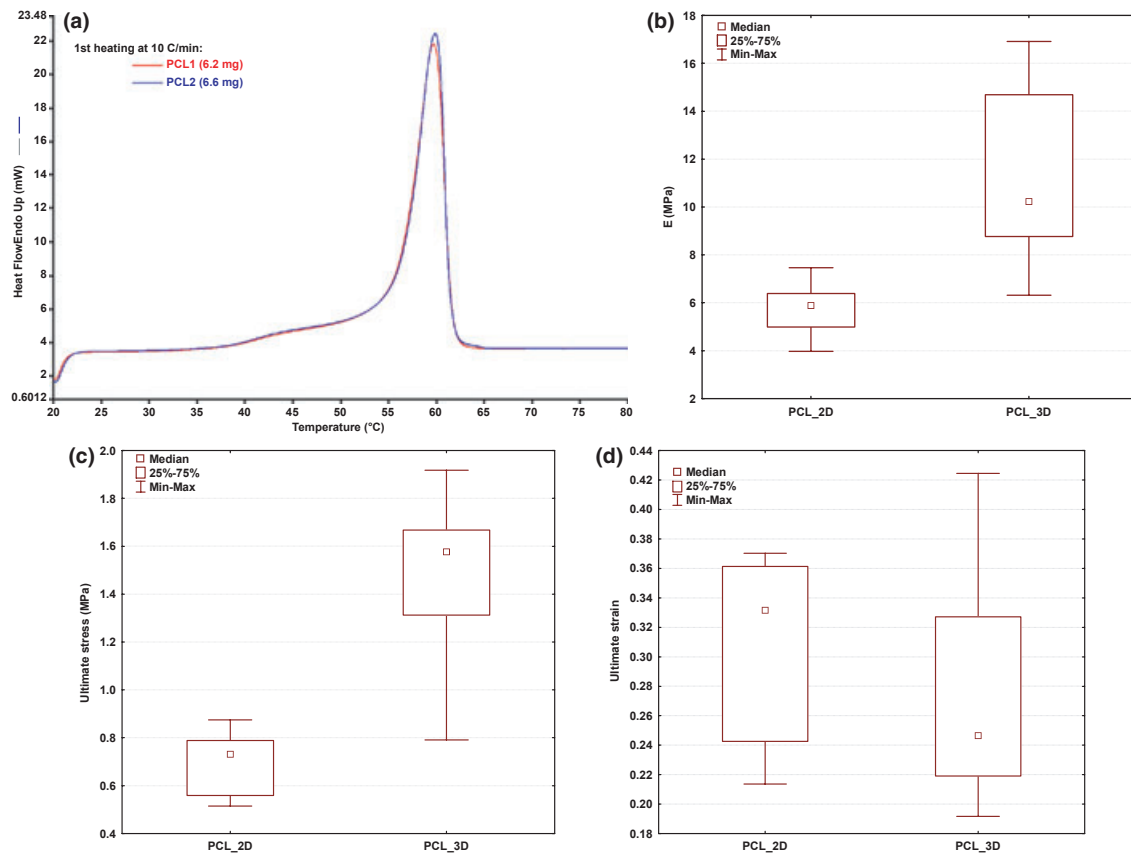 (a)
23.48
22
20
18
16
14
12
10
8
6
4
2
0.6012
Heat FlowEndo Up (mW)
1st heating at 10 C/min:
PCL1 (6.2 mg)
PCL2 (6.6 mg)
20 25 30 35 40 45 50 55 60 65 70 75 80
Temperature (°C)
(b)
18
16
14
12
10
8
6
4
2
E (MPa)
Median
25%-75%
Min-Max
PCL_2D PCL_3D
(c)
2.0
1.8
1.6
1.4
1.2
1.0
0.8
0.6
0.4
Ultimate stress (MPa)
Median
25%-75%
Min-Max
PCL_2D PCL_3D
(d)
0.44
0.42
0.40
0.38
0.36
0.34
0.32
0.30
0.28
0.26
0.24
0.22
0.20
0.18
Ultimate strain
Median
25%-75%
Min-Max
PCL_2D PCL_3D